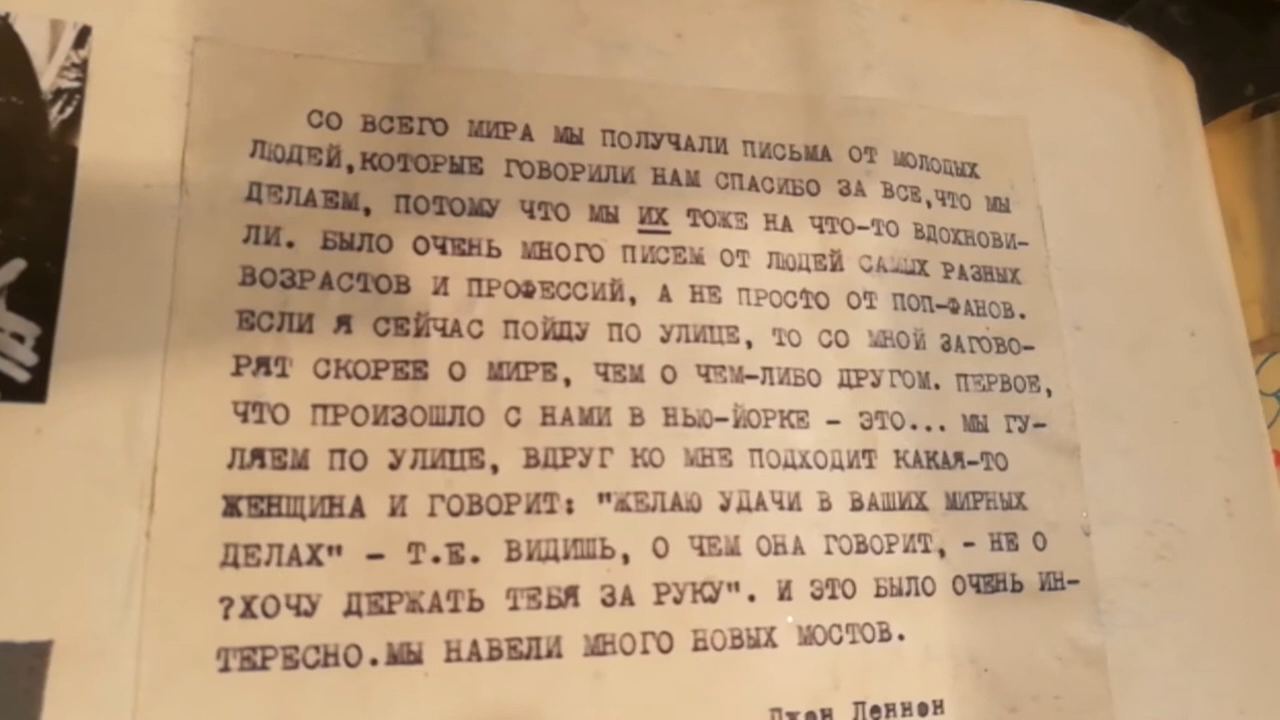 СО ВСЕГО МИРА МЫ ПОЛУЧАЛИ ПИСЬМА ОТ МОЛОДЫХ
ЛЮДЕЙ,КОТОРЫЕ ГОВОРИЛИ НАМ СПАСИБО ЗА ВСЕ,ЧТО МЫ
ДЕЛАЕМ, ПОТОМУ ЧТО МЫ ИХ ТОЖЕ НА ЧТО-ТО ВДОХНОВИ-
ЛИ. БЫЛО ОЧЕНЬ МНОГО ПИСЕМ ОТ ЛЮДЕЙ САМЫХ РАЗНЫХ
ВОЗРАСТОВ И ПРОФЕССИЙ, А НЕ ПРОСТО ОТ ПОП-ФАНОВ.
ЕСЛИ Я СЕЙЧАС ПОЙДУ ПО УЛИЦЕ, ТО СО МНОЙ ЗАГОВО-
РЯТ СКОРЕЕ О МИРЕ, ЧЕМ О ЧЕМ-ЛИБО ДРУГОМ. ПЕРВОЕ,
ЧТО ПРОИЗОШЛО С НАМИ В НЬЮ-ЙОРКЕ - ЭТО... МЫ ГУ-
ЛЯЕМ ПО УЛИЦЕ, ВДРУГ КО МНЕ ПОДХОДИТ КАКАЯ-ТО
ЖЕНЩИНА И ГОВОРИТ: "ЖЕЛАЮ УДАЧИ В ВАШИХ МИРНЫХ
ДЕЛАХ" - Т.Е. ВИДИШЬ, О ЧЕМ ОНА ГОВОРИТ, - НЕ О
?ХОЧУ ДЕРЖАТЬ ТЕБЯ ЗА РУКУ". И ЭТО БЫЛО ОЧЕНЬ ИН-
ТЕРЕСНО.МЫ НАВЕЛИ МНОГО НОВЫХ МОСТОВ.
Джон Леннон